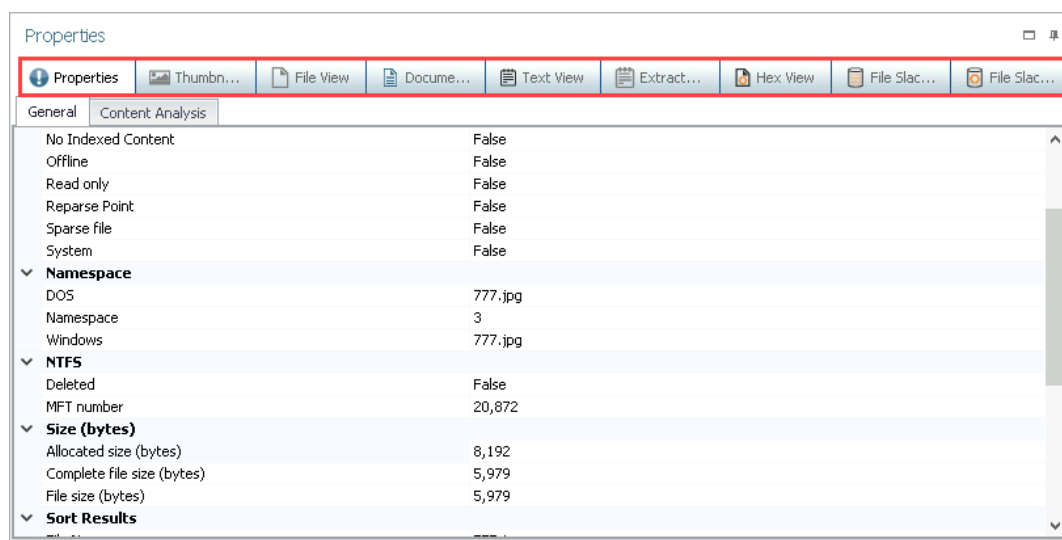 Properties
Properties Thumbn... File View Docume... Text View Extract... Hex View File Slac... File Slac...
General Content Analysis
No Indexed Content False
Offline False
Read only False
Reparse Point False
Sparse file False
System False
Namespace
DOS 777.jpg
Namespace 3
Windows 777.jpg
NTFS
Deleted False
MFT number 20,872
Size (bytes)
Allocated size (bytes) 8,192
Complete file size (bytes) 5,979
File size (bytes) 5,979
Sort Results